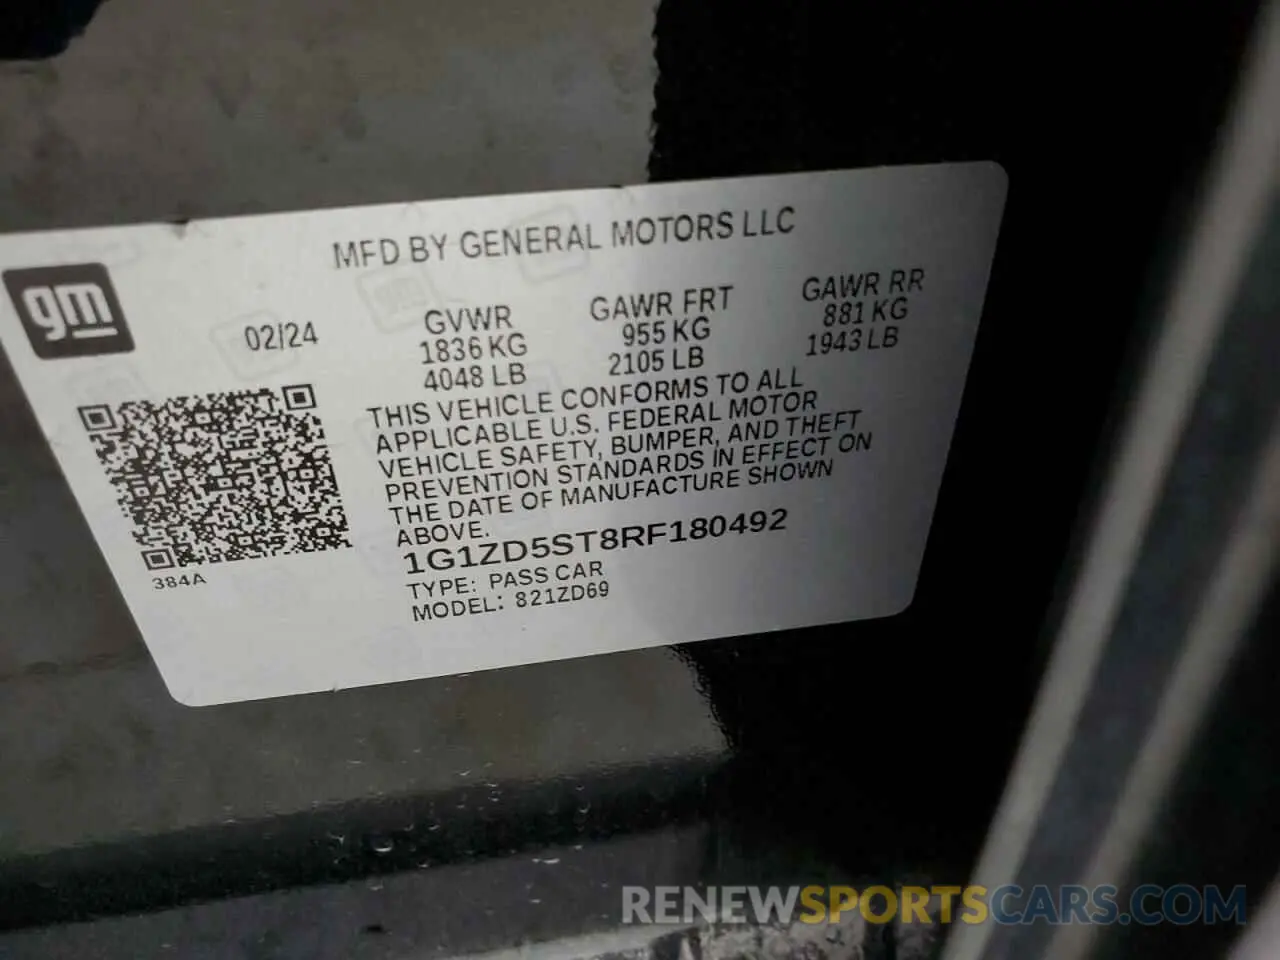 MFD BY GENERAL MOTORS LLC
gm
02/24
GVWR
1836 KG
4048 LB
GAWR FRT
955 KG
2105 LB
GAWR RR
881 KG
1943 LB
THIS VEHICLE CONFORMS TO ALL
APPLICABLE U.S. FEDERAL MOTOR
VEHICLE SAFETY, BUMPER, AND THEFT
PREVENTION STANDARDS IN EFFECT ON
THE DATE OF MANUFACTURE SHOWN
ABOVE.
1G1ZD5ST8RF180492
TYPE: PASS CAR
MODEL: 821ZD69
384A
RENEWSPORTSCARS.COM